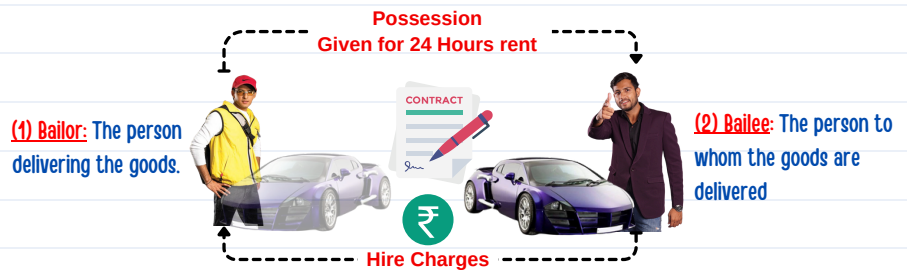 Possession
Given for 24 Hours rent
(1) Bailor: The person
delivering the goods.
CONTRACT
₹
(2) Bailee: The person to
whom the goods are
delivered
Hire Charges